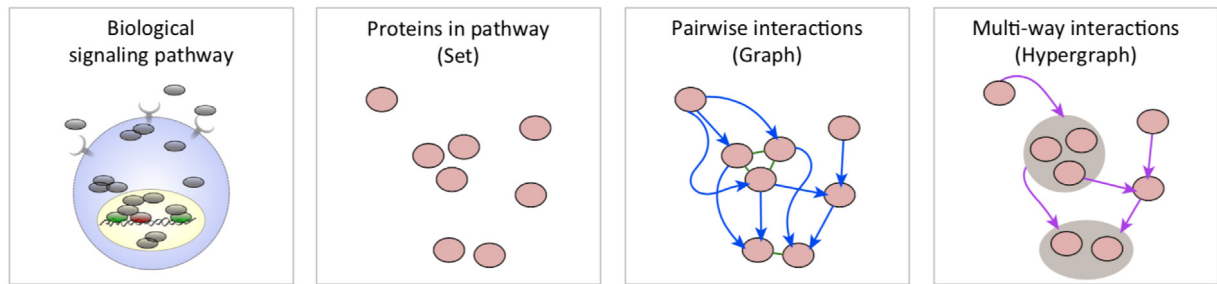 Biological
signaling pathway
Proteins in pathway
(Set)
Pairwise interactions
(Graph)
Multi-way interactions
(Hypergraph)